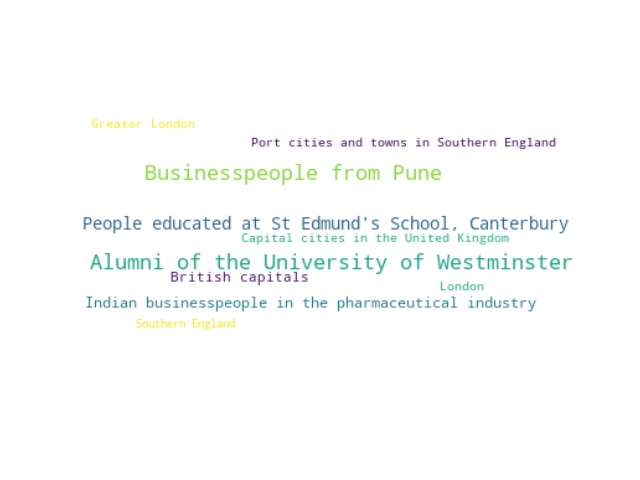 Greater London
Port cities and towns in Southern England
Businesspeople from Pune
People educated at St Edmund's School, Canterbury
Capital cities in the United Kingdom
Alumni of the University of Westminster
British capitals
London
Indian businesspeople in the pharmaceutical industry
Southern England